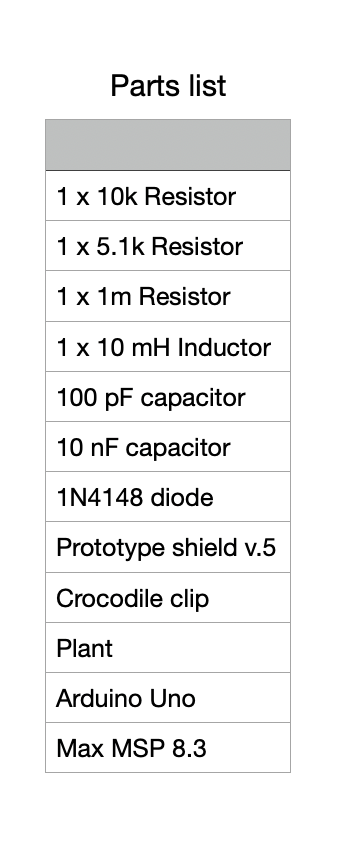 Parts list
1 x 10k Resistor
1 x 5.1k Resistor
1 x 1m Resistor
1 x 10 mH Inductor
100 pF capacitor
10 nF capacitor
1N4148 diode
Prototype shield v.5
Crocodile clip
Plant
Arduino Uno
Max MSP 8.3